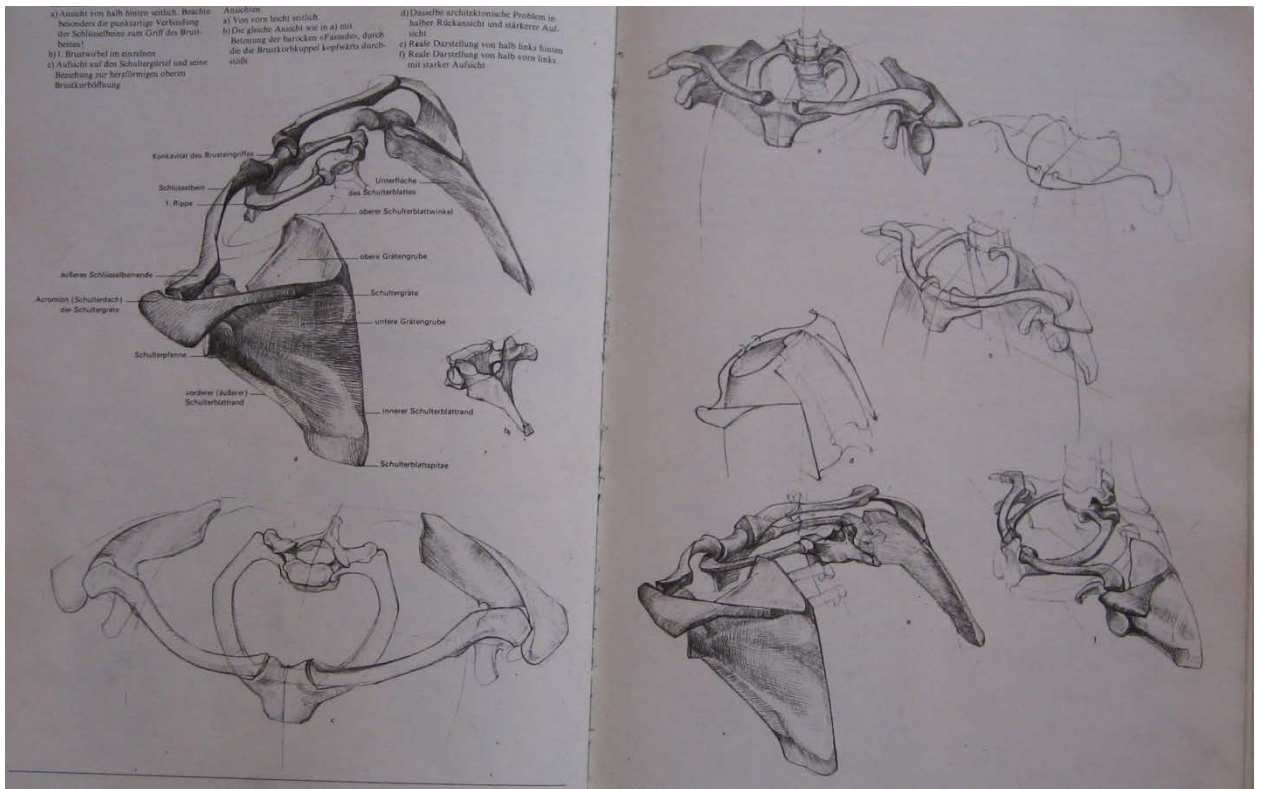 a) Ansicht von halb hinten seitlich. Beachte
besonders die punktartige Verbindung
der Schlüsselbeine zum Griff des Brust-
beines!
b) 1. Brustwirbel im einzelnen
c) Aufsicht auf den Schultergürtel und seine
Beziehung zur herzförmigen oberen
Brustkorböffnung
Ansichten
a) Von vorn leicht seitlich
b) Die gleiche Ansicht wie in a) mit
Betonung der barocken «Fassade», durch
die die Brustkorbkuppel kopfwärts durch-
stößt
d) Dasselbe architektonische Problem in
halber Rückansicht und stärkerer Auf-
sicht
e) Reale Darstellung von halb links hinten
f) Reale Darstellung von halb vorn links
mit starker Aufsicht
Konkavität des Brusteingriffes
Schlüsselbein
1. Rippe
Unterfläche
des Schulterblattes
oberer Schulterblattwinkel
obere Grätengrube
äußeres Schlüsselbeinende
Acromion (Schulterdach)
der Schultergräte
Schultergräte
untere Grätengrube
Schulterpfanne
vorderer (äußerer)
Schulterblattrand
innerer Schulterblattrand
Schulterblattspitze
a
b
c
a
b
c
d
e
f